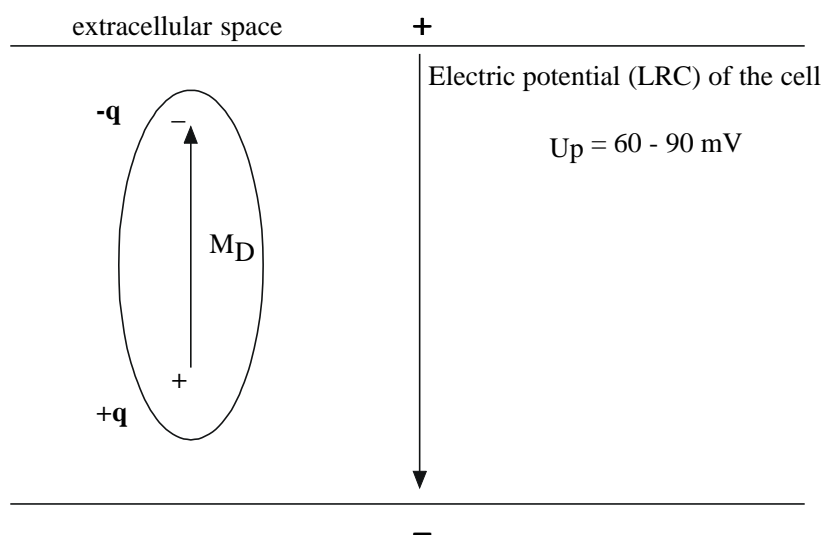 extracellular space +
Electric potential (LRC) of the cell
-q –
Up = 60 - 90 mV
MD
+
+q
–